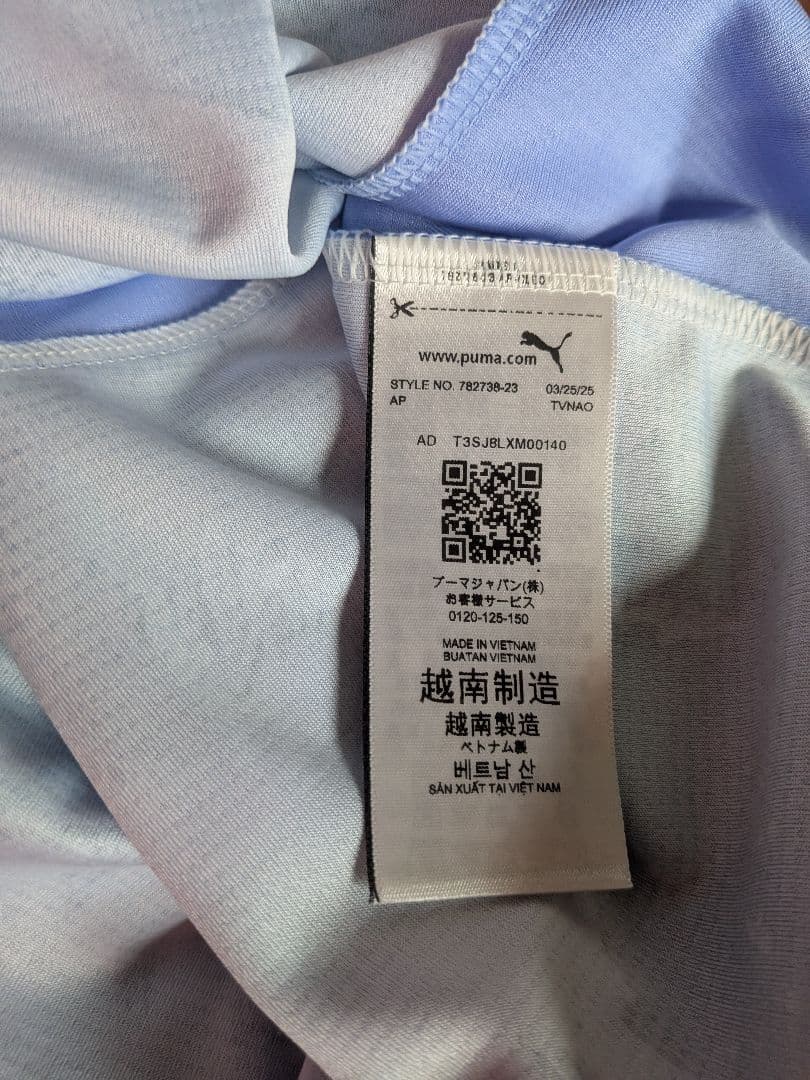 www.puma.com
STYLE NO. 782738-23 03/25/25
AP TVNAO
AD T3SJ8LXM00140
プーマジャパン(株)
お客様サービス
0120-125-150
MADE IN VIETNAM
BUATAN VIETNAM
越南制造
越南製造
ベトナム製
베트남 산
SẢN XUẤT TẠI VIỆT NAM